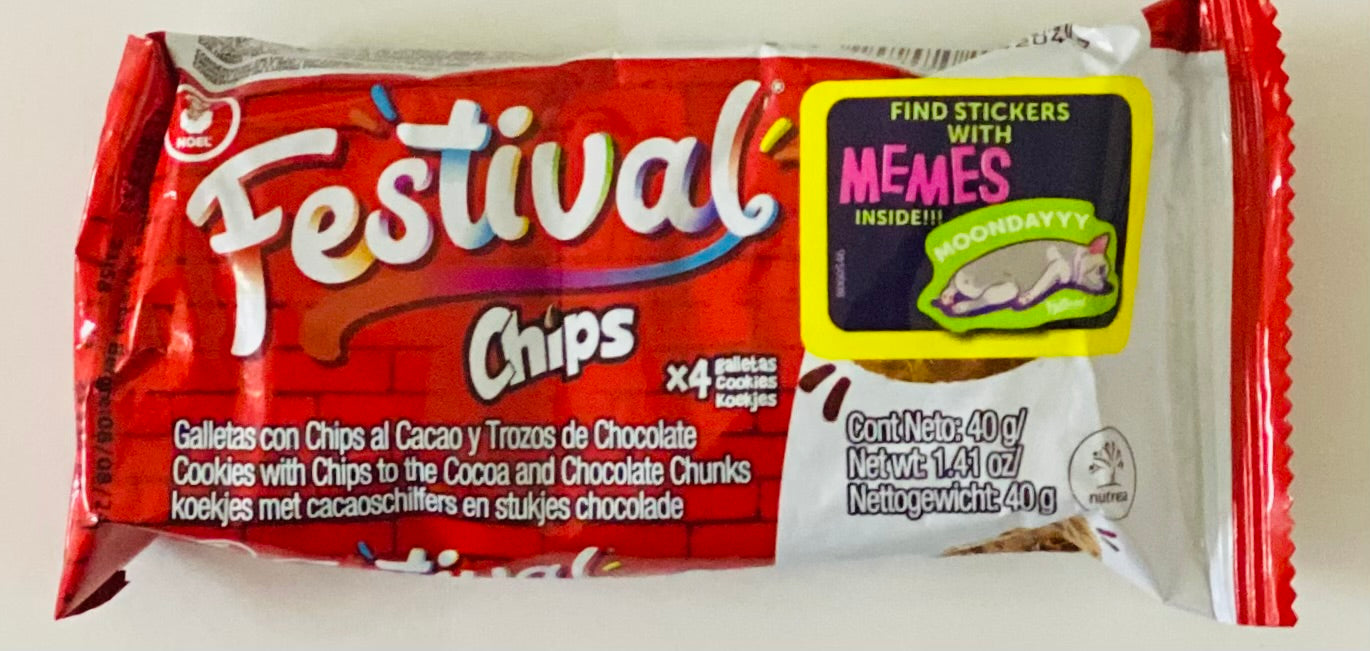 NOEL
Festival
Chips
x4 galletas
Cookies
Koekjes
Galletas con Chips al Cacao y Trozos de Chocolate
Cookies with Chips to the Cocoa and Chocolate Chunks
koekjes met cacaoschilfers en stukjes chocolade
FIND STICKERS
WITH
MEMES
INSIDE!!!
MOONDAYYY
Cont Neto: 40 g/
Net wt: 1.41 oz/
Nettogewicht: 40 g
nutresa